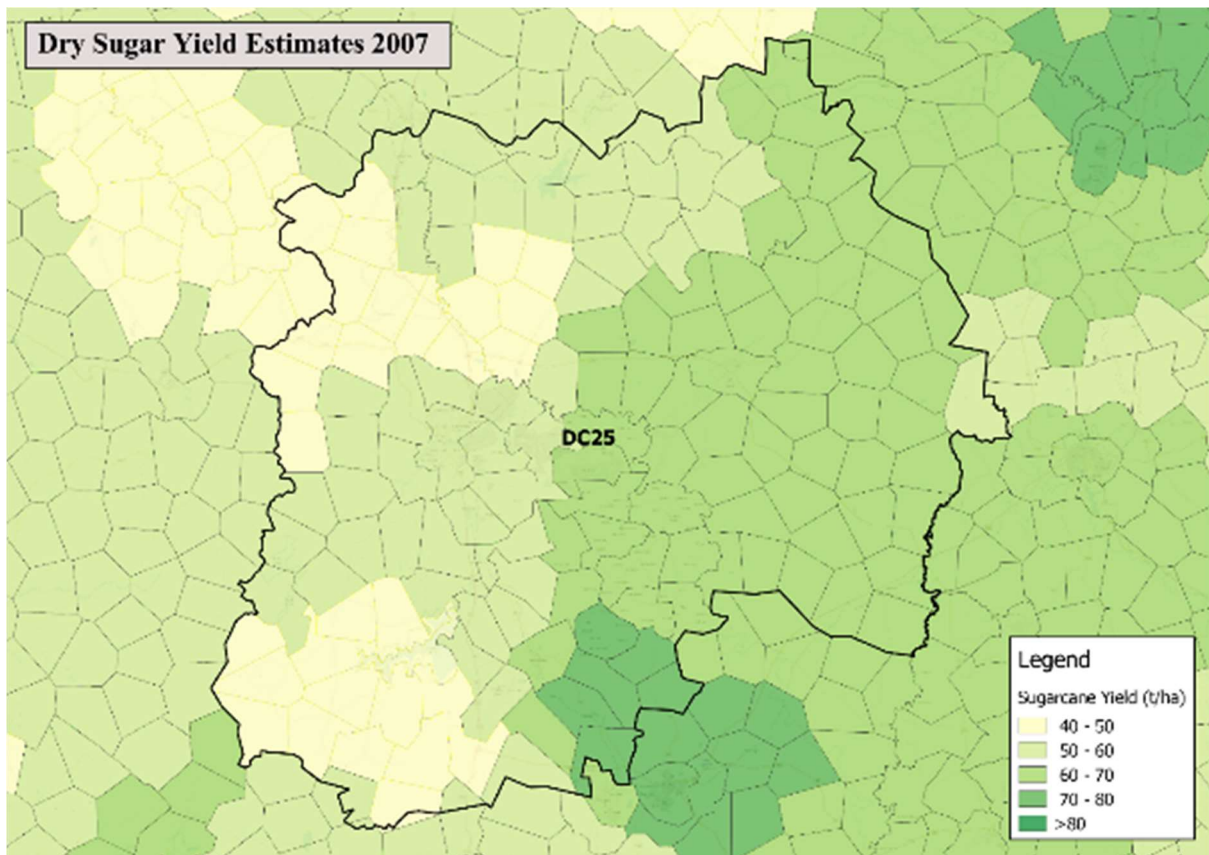 Dry Sugar Yield Estimates 2007
DC25
Legend
Sugarcane Yield (t/ha)
40 - 50
50 - 60
60 - 70
70 - 80
>80